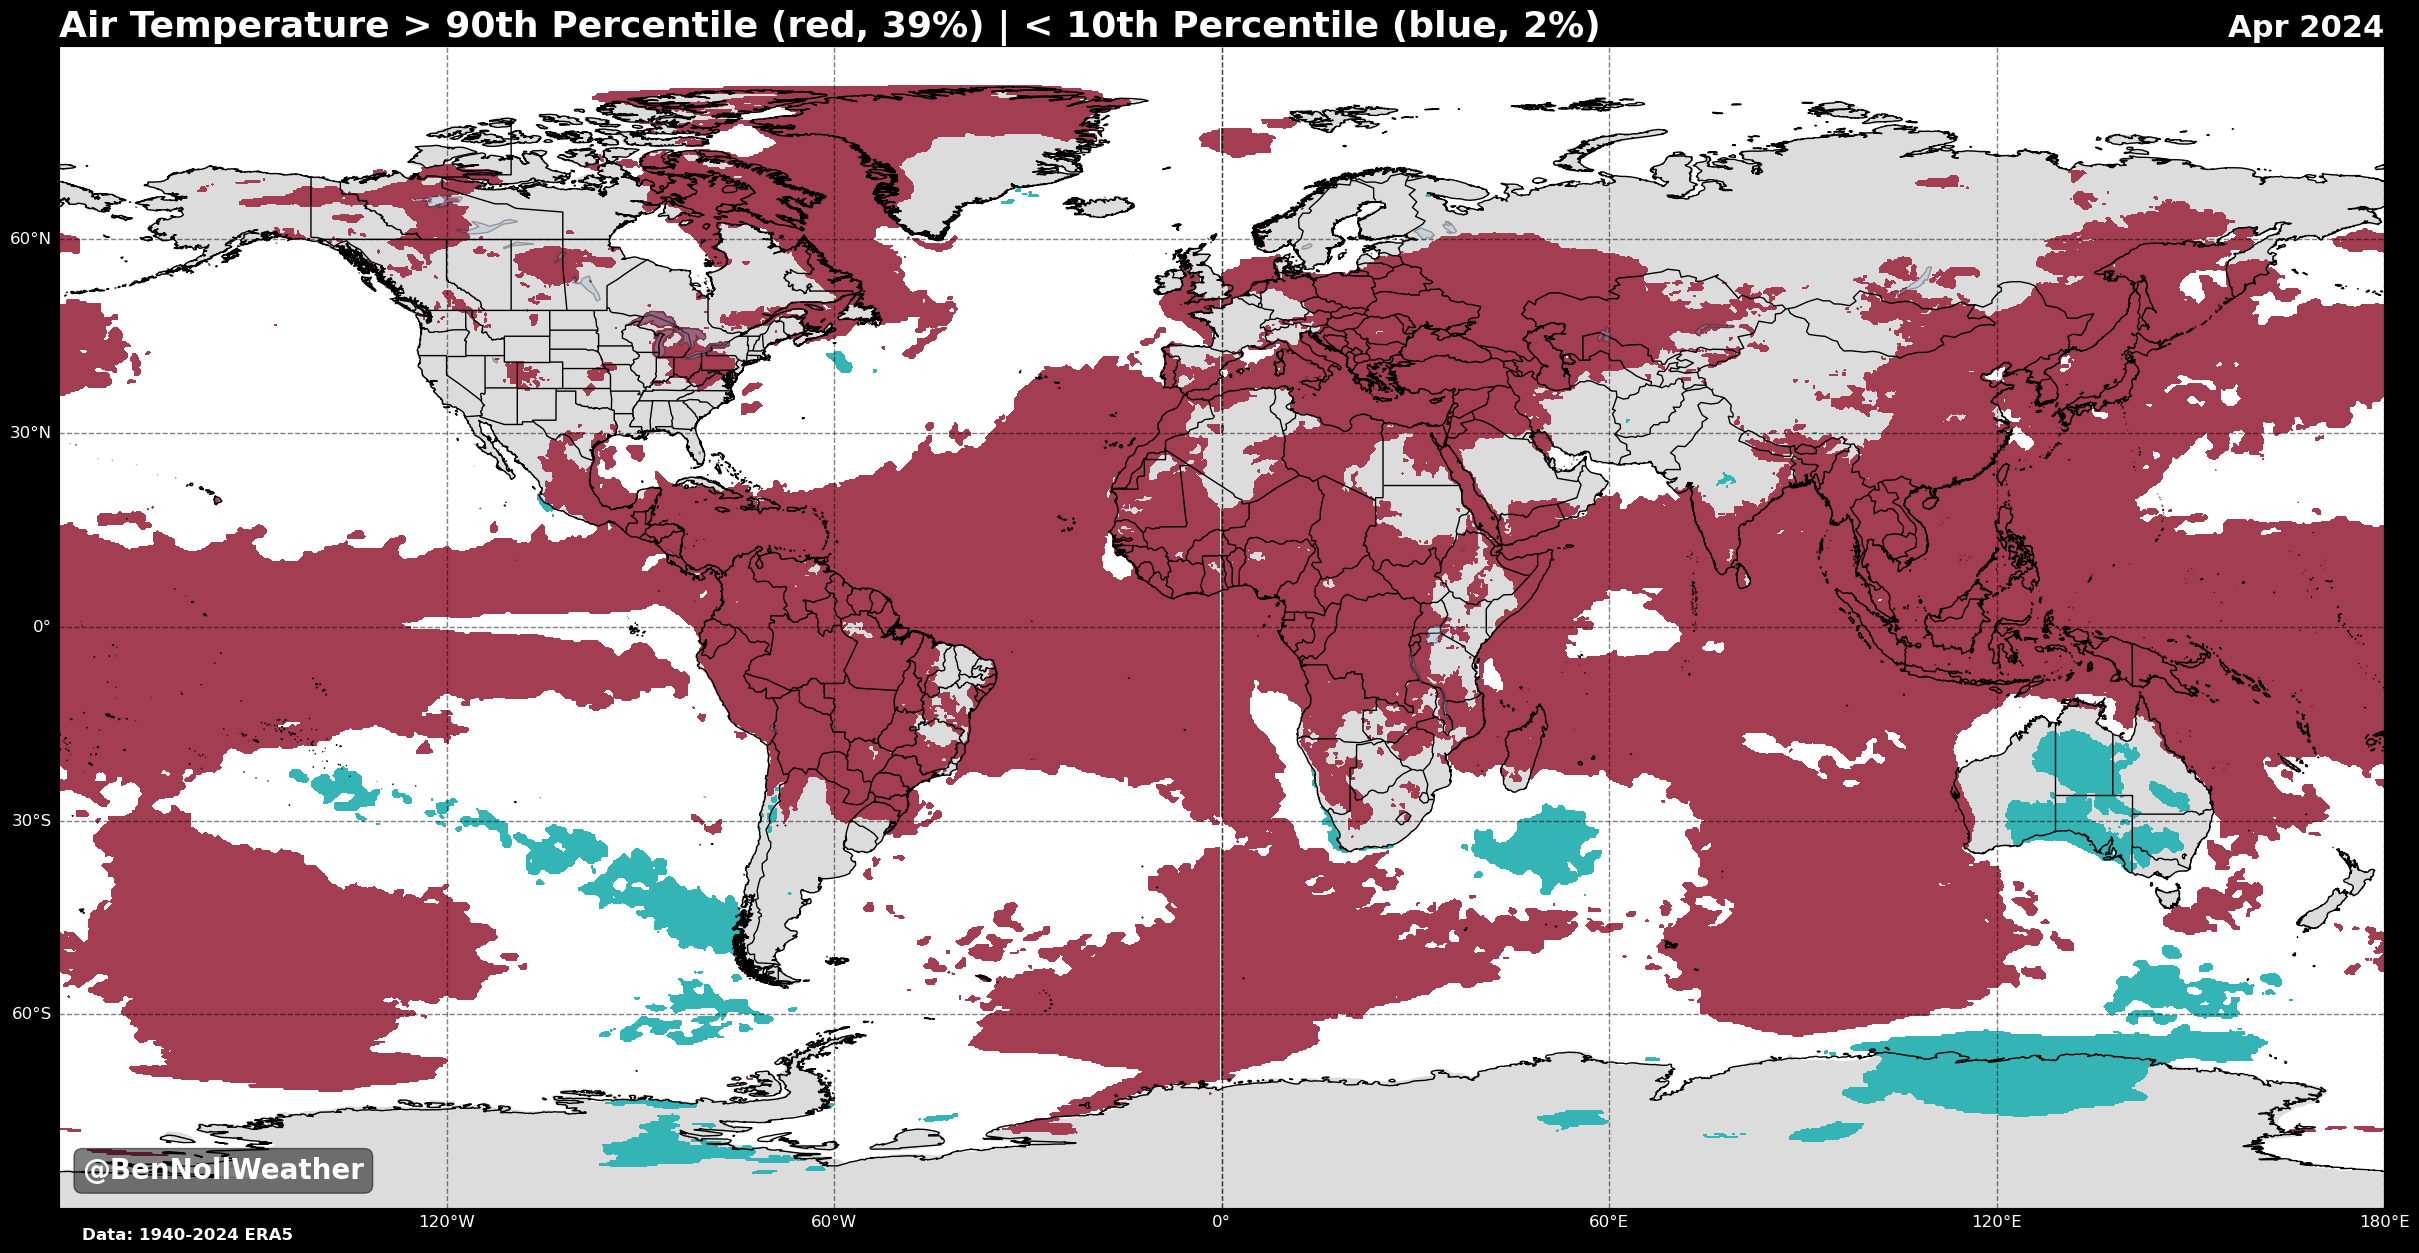 Air Temperature > 90th Percentile (red, 39%) | < 10th Percentile (blue, 2%)
Apr 2024
60°N
30°N
0°
30°S
60°S
@BenNollWeather
120°W
60°W
0°
60°E
120°E
180°E
Data: 1940-2024 ERA5